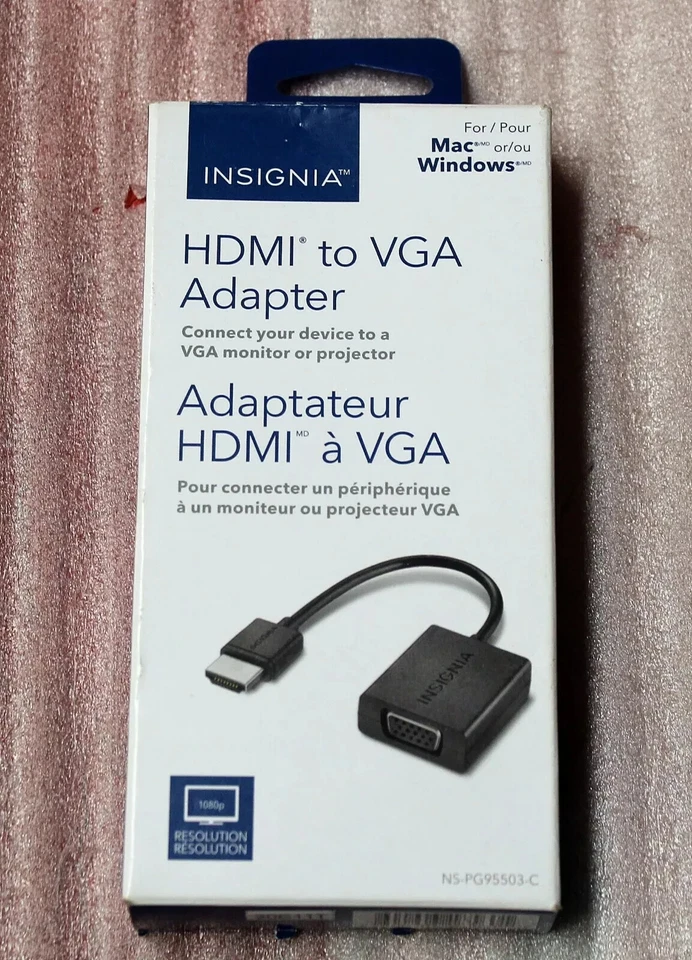 INSIGNIA™
For / Pour
Mac®/MD or/ou
Windows®/MD
HDMI® to VGA
Adapter
Connect your device to a
VGA monitor or projector
Adaptateur
HDMI MD à VGA
Pour connecter un périphérique
à un moniteur ou projecteur VGA
INSIGNIA
1080p
RESOLUTION
RÉSOLUTION
NS-PG95503-C